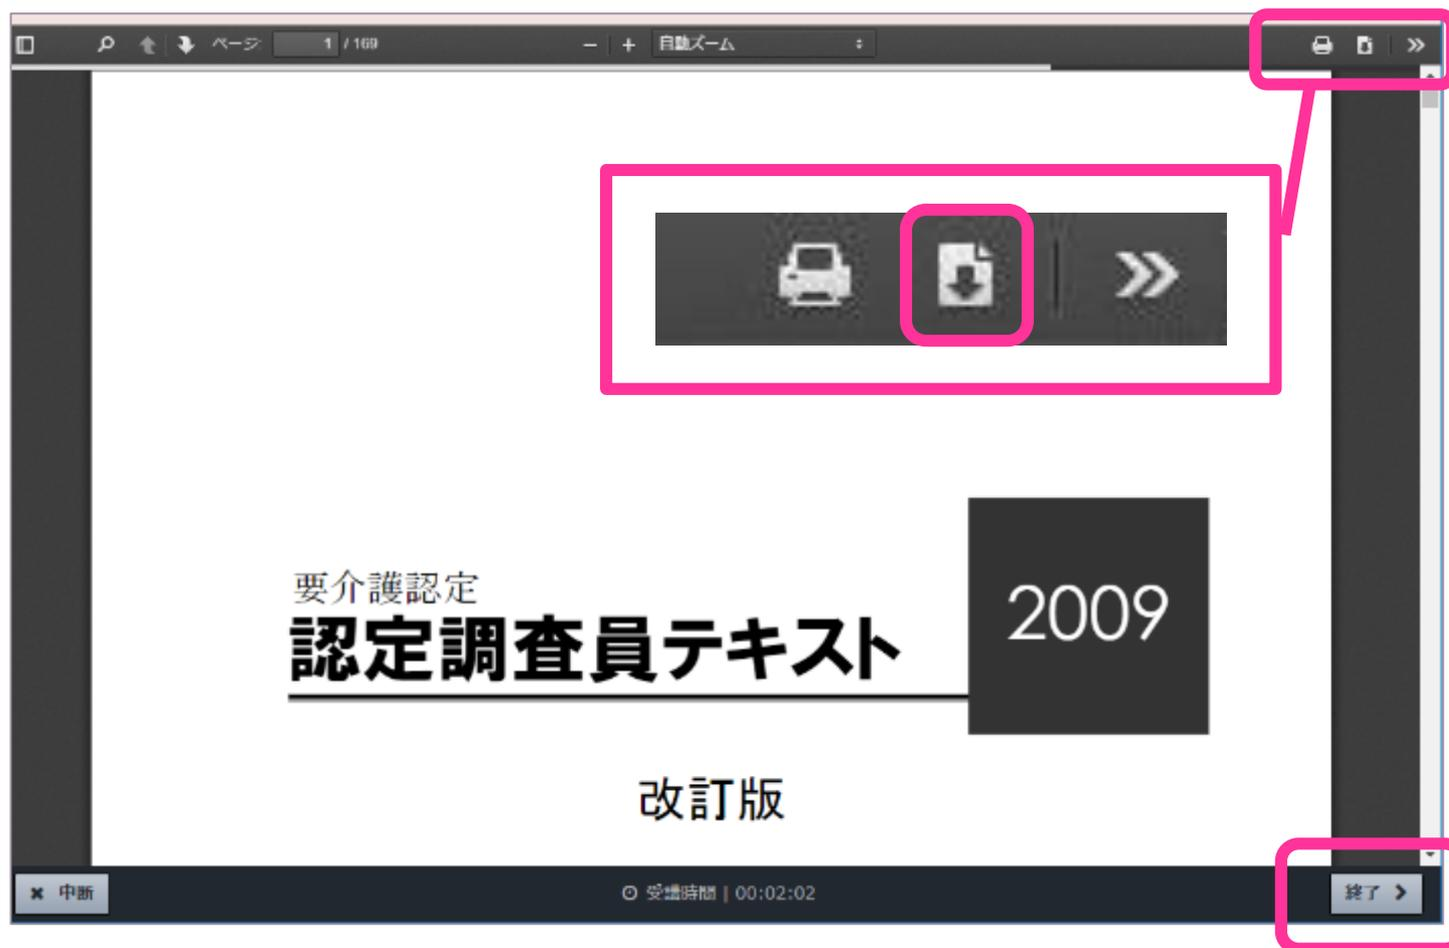 ページ: 1 / 169
自動ズーム
要介護認定
認定調査員テキスト
2009
改訂版
中断
受講時間 | 00:02:02
終了